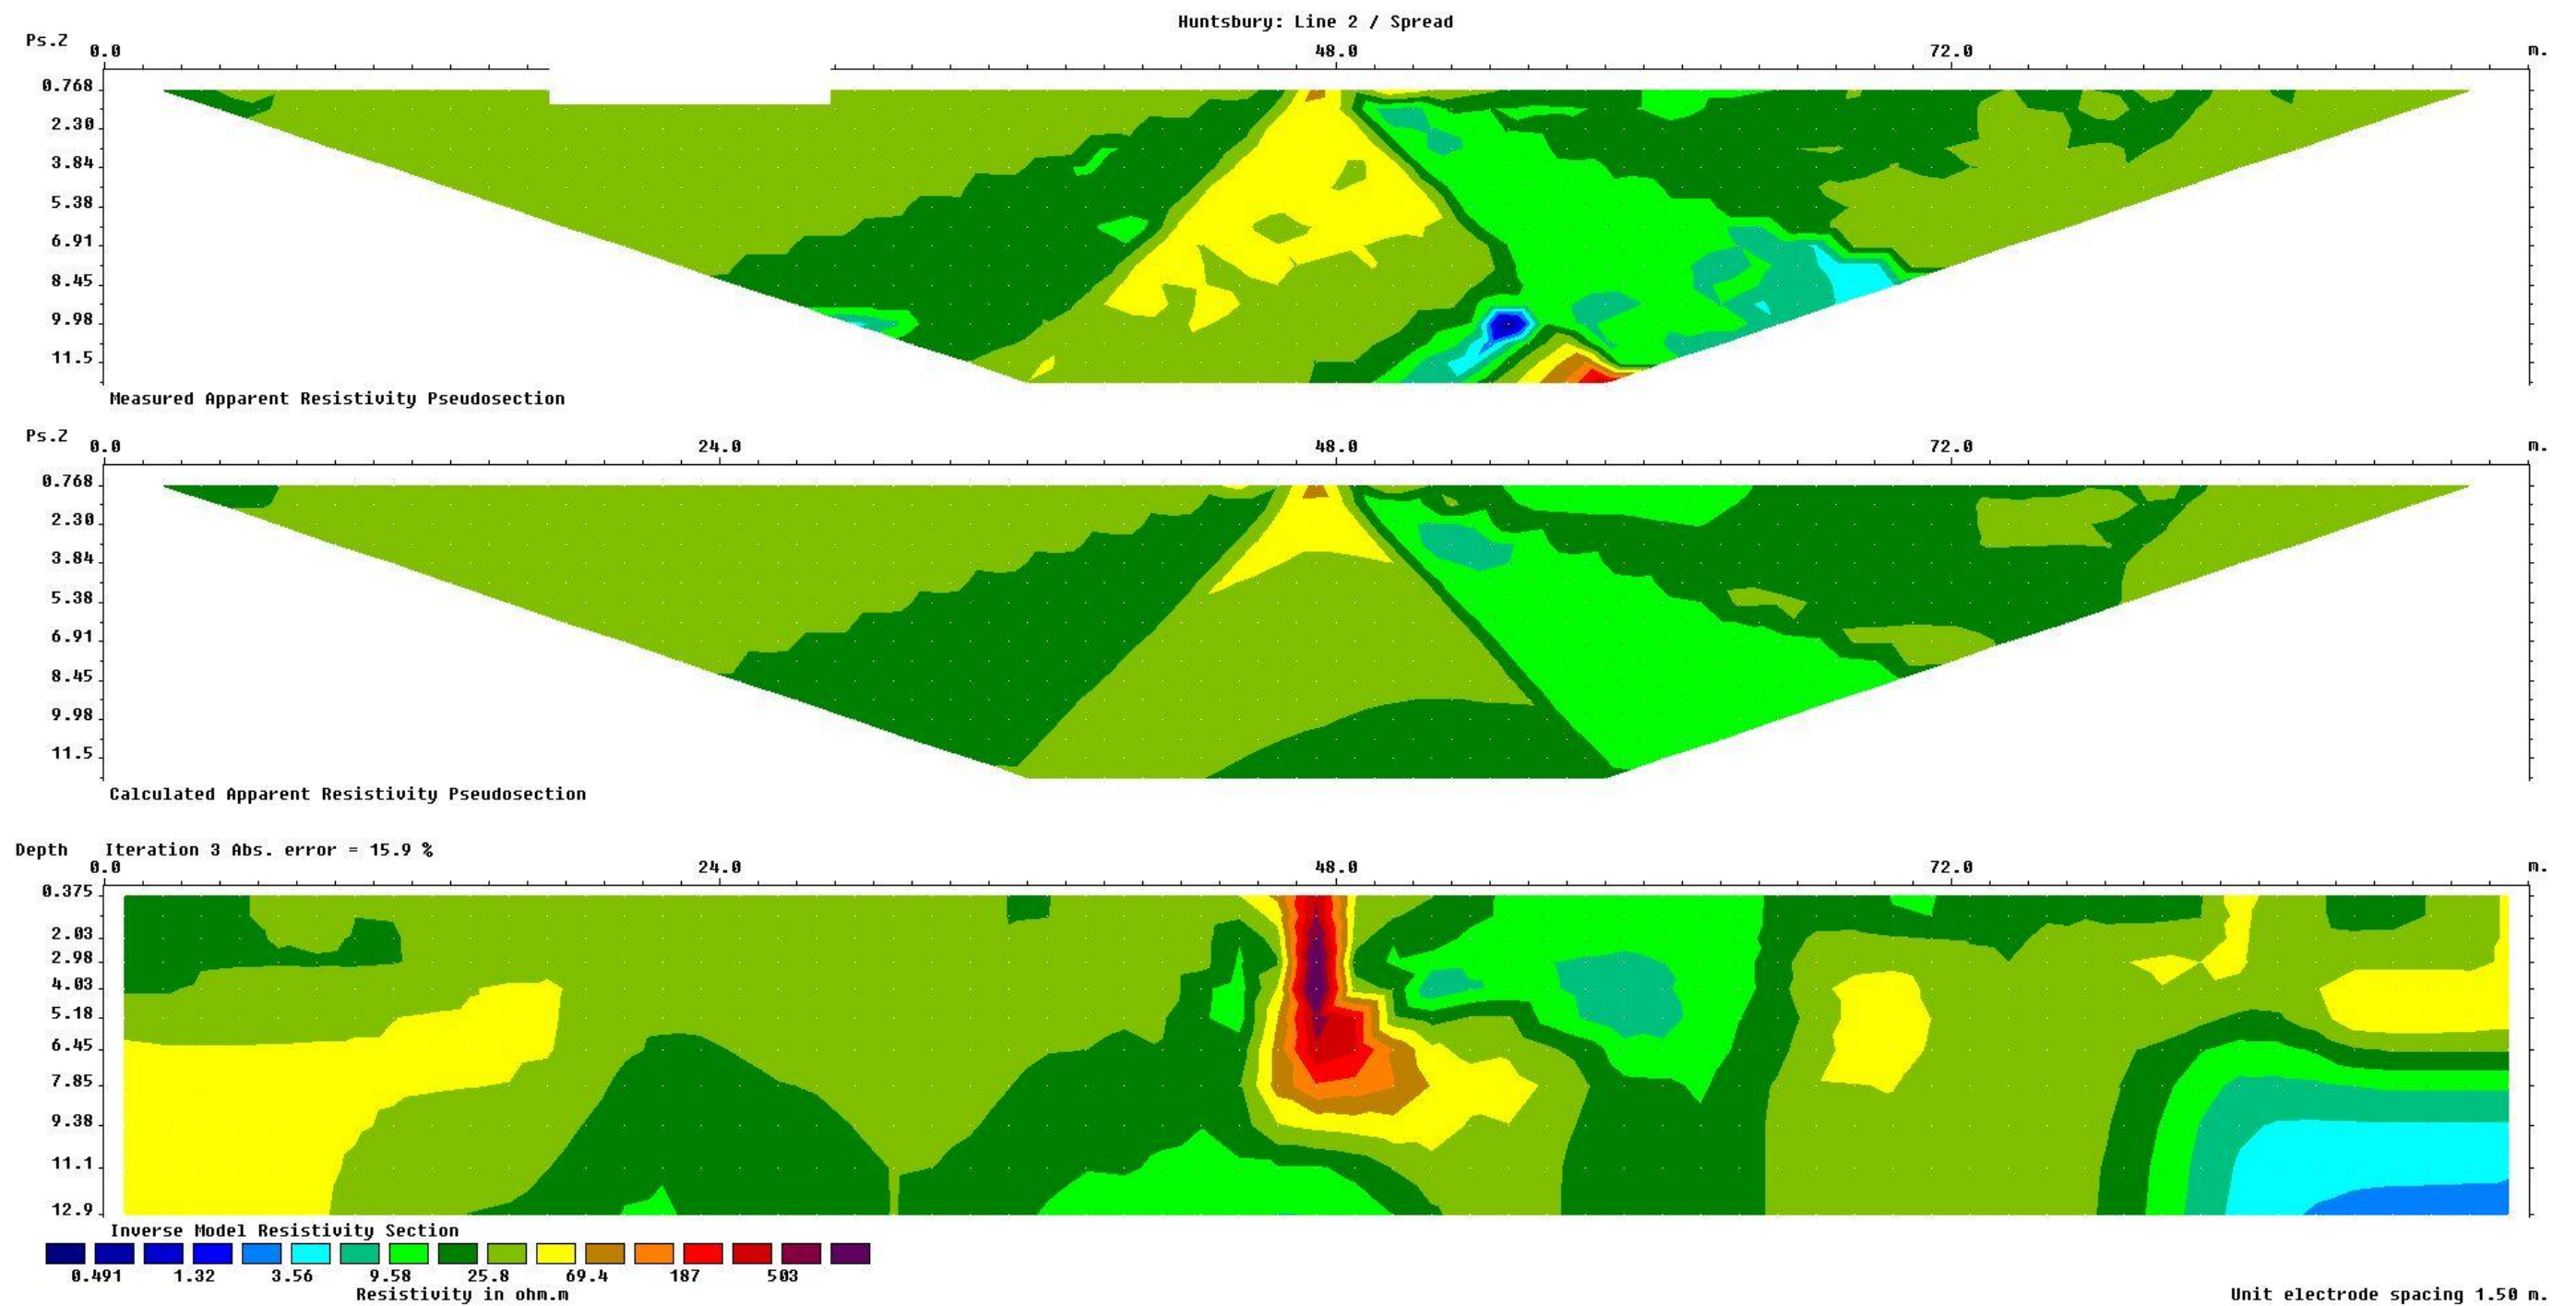 Huntsbury: Line 2 / Spread
Ps.Z 0.0 48.0 72.0 m.
0.768
2.30
3.84
5.38
6.91
8.45
9.98
11.5
Measured Apparent Resistivity Pseudosection
Ps.Z 0.0 24.0 48.0 72.0 m.
0.768
2.30
3.84
5.38
6.91
8.45
9.98
11.5
Calculated Apparent Resistivity Pseudosection
Depth Iteration 3 Abs. error = 15.9 %
0.0 24.0 48.0 72.0 m.
0.375
2.03
2.98
4.03
5.18
6.45
7.85
9.38
11.1
12.9
Inverse Model Resistivity Section
0.491 1.32 3.56 9.58 25.8 69.4 187 503
Resistivity in ohm.m
Unit electrode spacing 1.50 m.